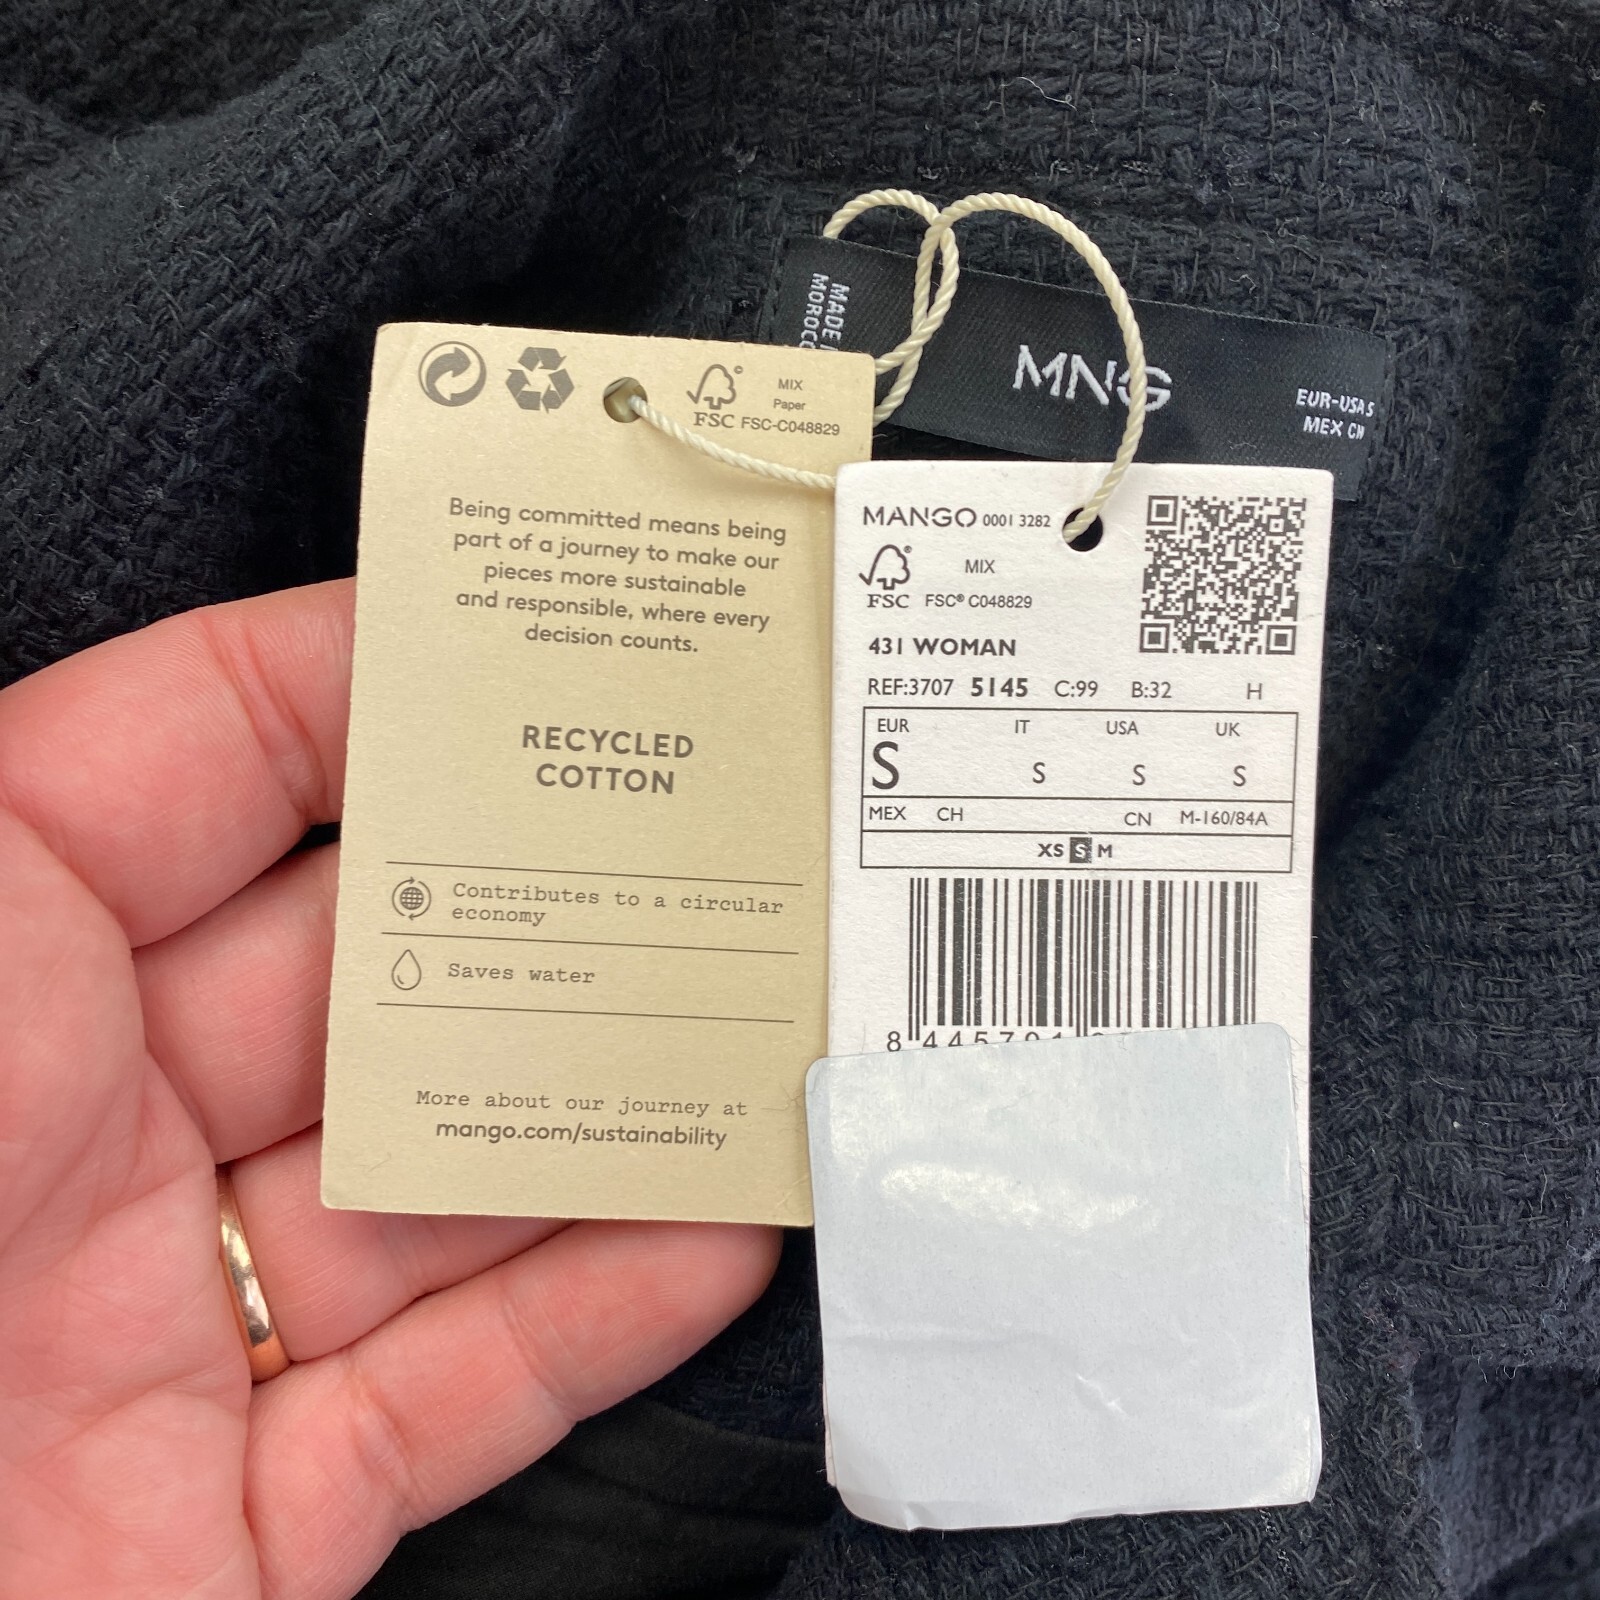 MADE I
MOROCC
MNG
EUR-USA S
MEX CH
MIX
Paper
FSC FSC-C048829
Being committed means being
part of a journey to make our
pieces more sustainable
and responsible, where every
decision counts.
RECYCLED
COTTON
Contributes to a circular
economy
Saves water
More about our journey at
mango.com/sustainability
MANGO 0001 3282
MIX
FSC FSC® C048829
431 WOMAN
REF:3707 5145 C:99 B:32 H
EUR IT USA UK
S S S S
MEX CH CN M-160/84A
XS S M
8 445791